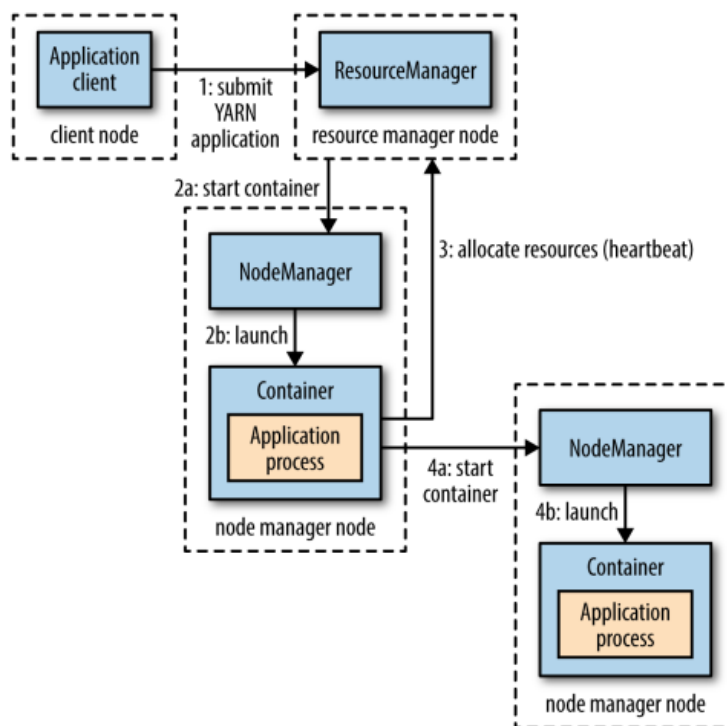 Application
client
client node
1: submit
YARN
application
ResourceManager
resource manager node
2a: start container
NodeManager
2b: launch
Container
Application
process
node manager node
3: allocate resources (heartbeat)
4a: start
container
NodeManager
4b: launch
Container
Application
process
node manager node